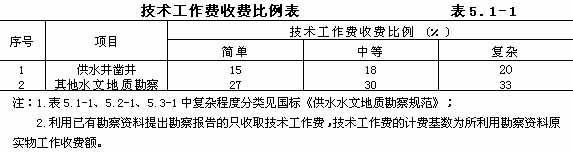 技术工作费收费比例表 表5.1-1
序号 项目 技术工作费收费比例（%）
简单 中等 复杂
1 供水井凿井 15 18 20
2 其他水文地质勘察 27 30 33
注：1.表5.1-1、5.2-1、5.3-1中复杂程度分类见国标《供水水文地质勘察规范》；
2.利用已有勘察资料提出勘察报告的只收取技术工作费,技术工作费的计费基数为所利用勘察资料原
实物工作收费额。